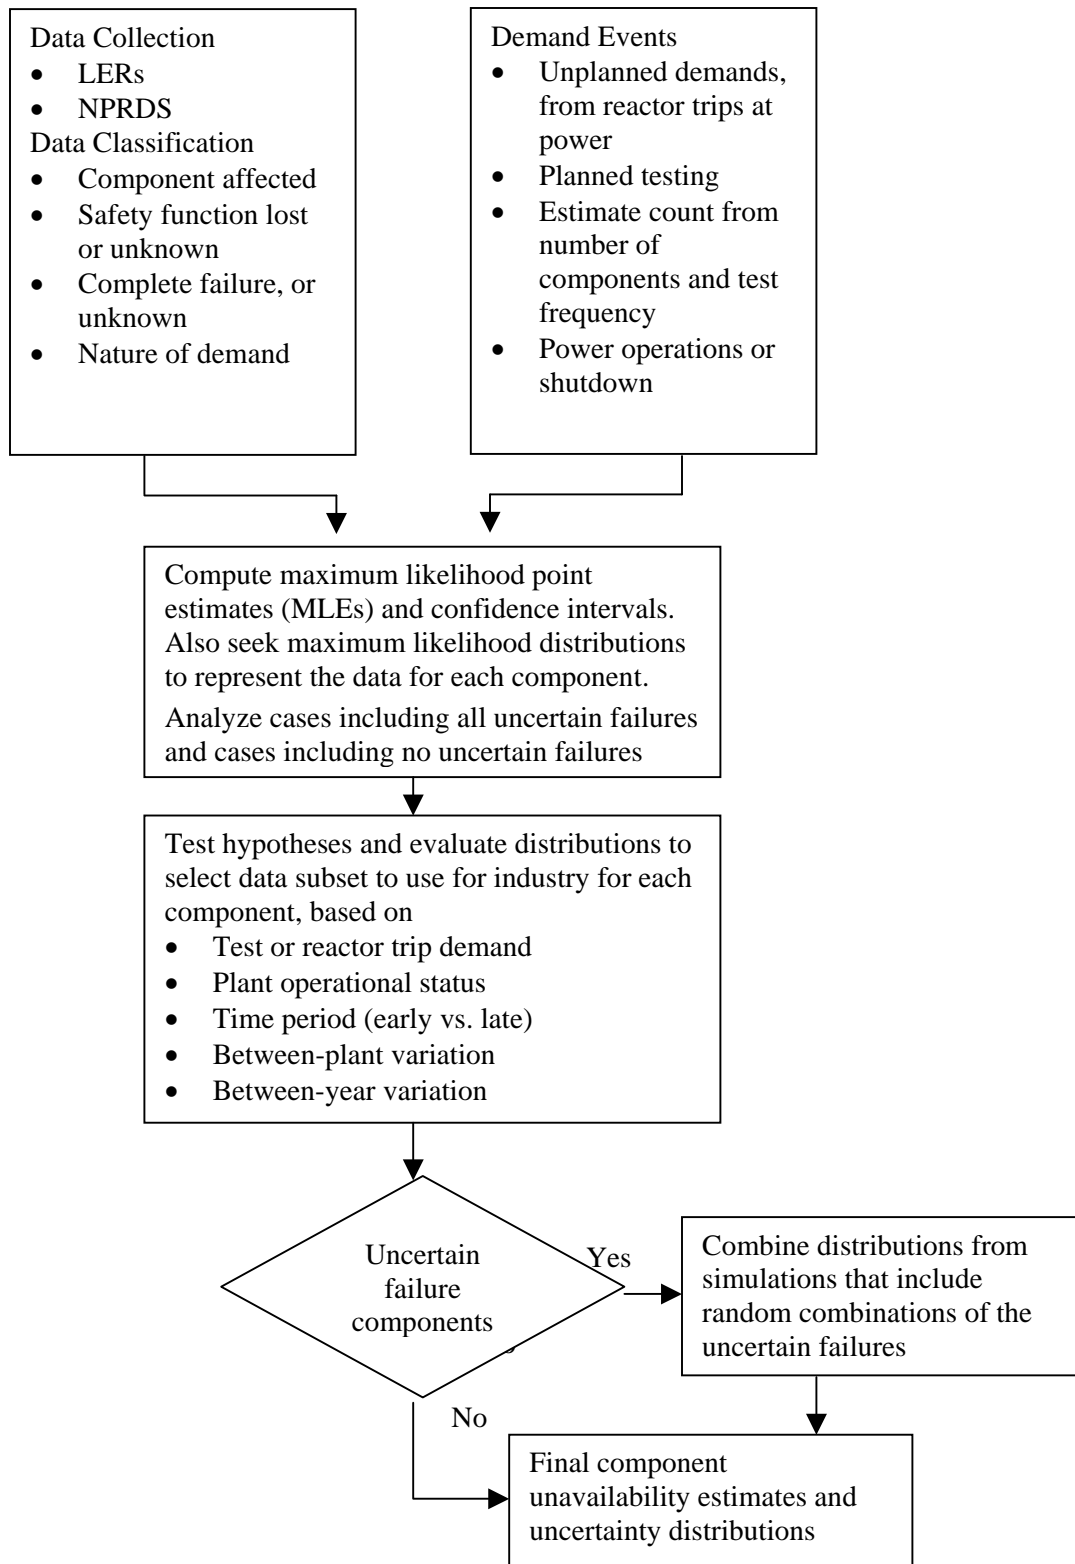 Data Collection
• LERs
• NPRDS
Data Classification
• Component affected
• Safety function lost
or unknown
• Complete failure, or
unknown
• Nature of demand
Demand Events
• Unplanned demands,
from reactor trips at
power
• Planned testing
• Estimate count from
number of
components and test
frequency
• Power operations or
shutdown
Compute maximum likelihood point
estimates (MLEs) and confidence intervals.
Also seek maximum likelihood distributions
to represent the data for each component.
Analyze cases including all uncertain failures
and cases including no uncertain failures
Test hypotheses and evaluate distributions to
select data subset to use for industry for each
component, based on
• Test or reactor trip demand
• Plant operational status
• Time period (early vs. late)
• Between-plant variation
• Between-year variation
Uncertain
failure
components
Yes
Combine distributions from
simulations that include
random combinations of the
uncertain failures
No
Final component
unavailability estimates and
uncertainty distributions